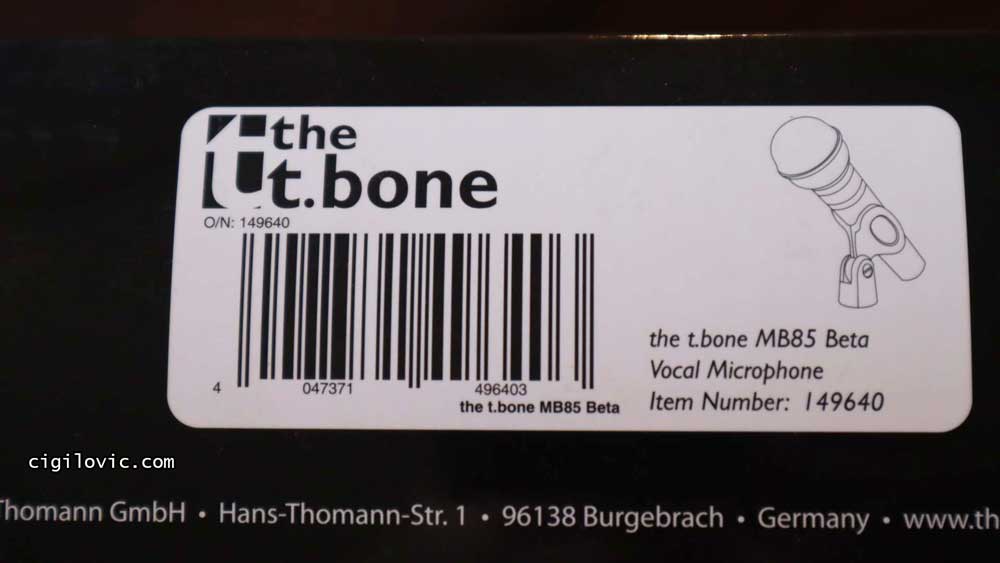 the
t.bone
O/N: 149640
4 047371 496403
the t.bone MB85 Beta
the t.bone MB85 Beta
Vocal Microphone
Item Number: 149640
cigilovic.com
Thomann GmbH • Hans-Thomann-Str. 1 • 96138 Burgebrach • Germany • www.th